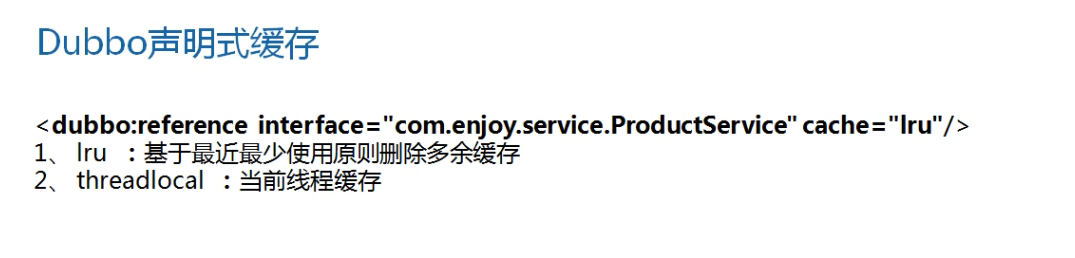 Dubbo声明式缓存
<dubbo:reference interface="com.enjoy.service.ProductService" cache="lru"/>
1、 lru ：基于最近最少使用原则删除多余缓存
2、 threadlocal ：当前线程缓存